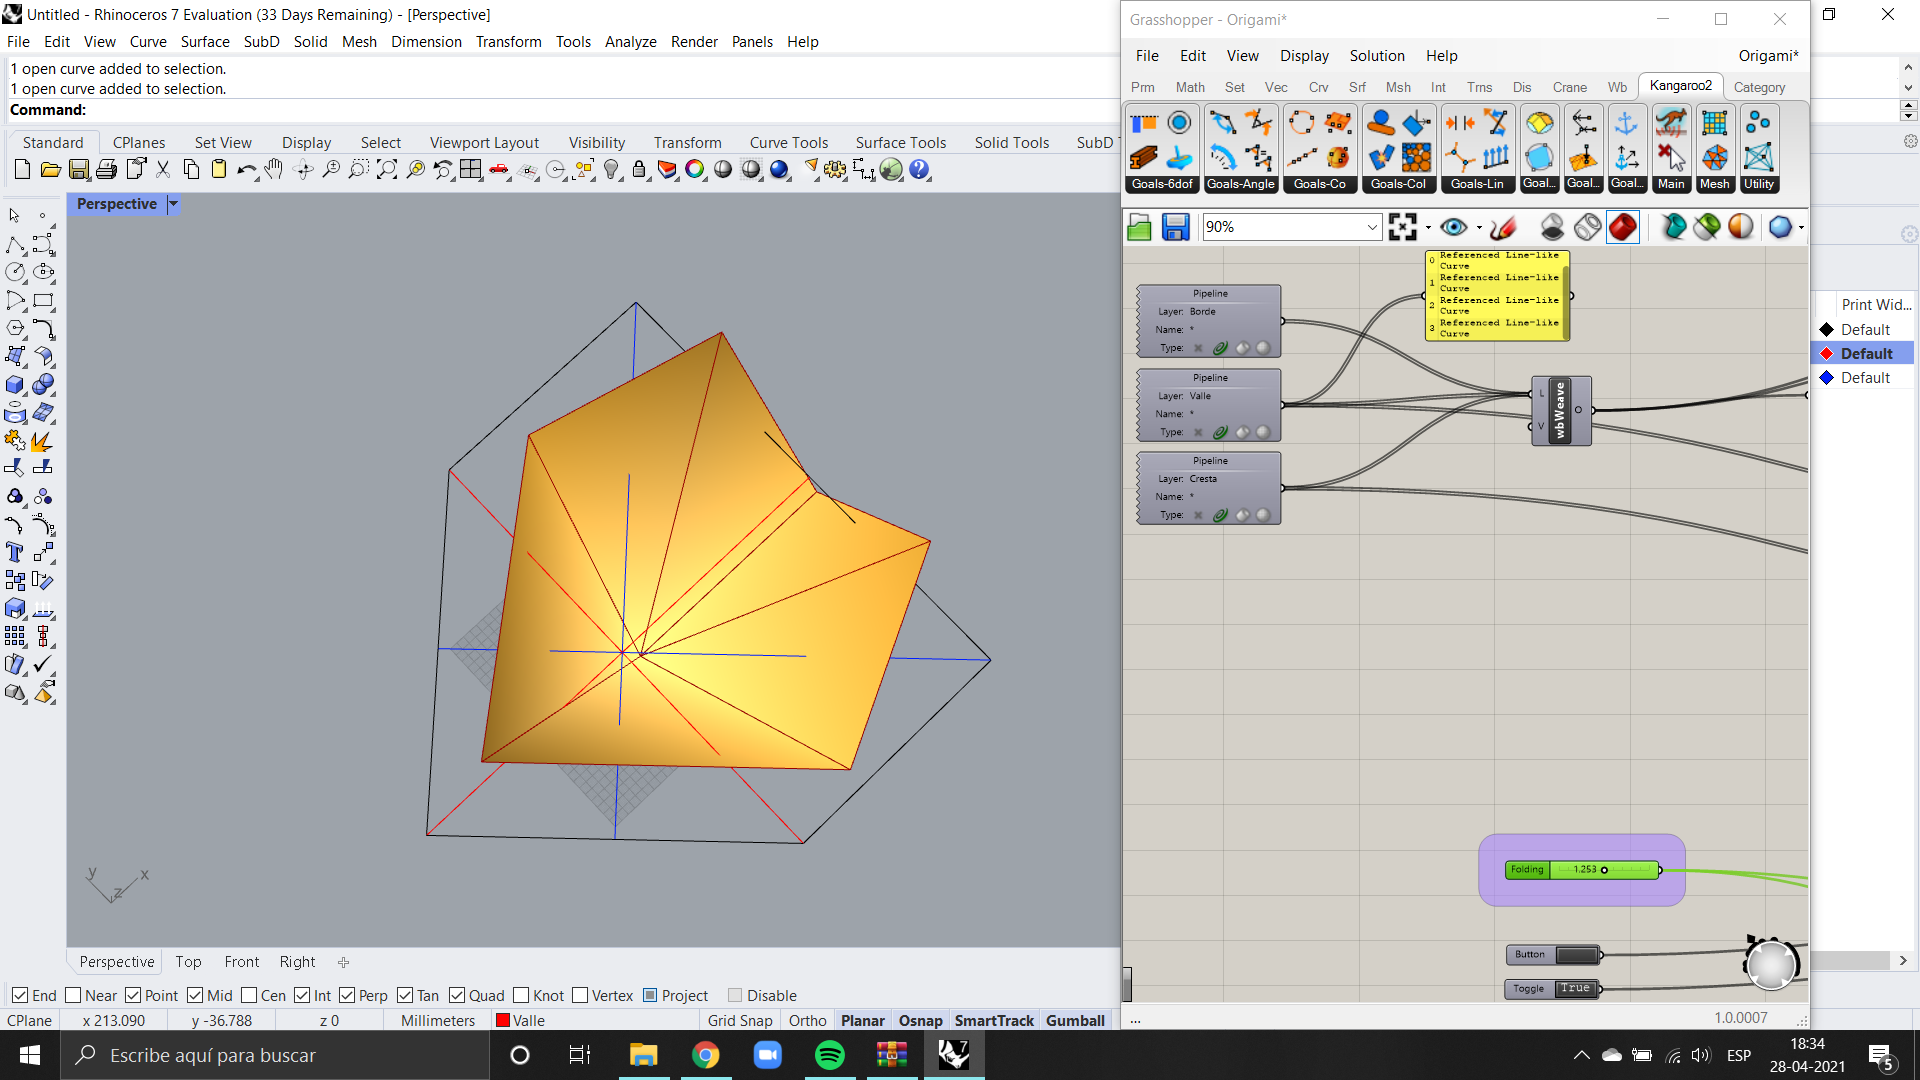 Untitled - Rhinoceros 7 Evaluation (33 Days Remaining) - [Perspective]
File Edit View Curve Surface SubD Solid Mesh Dimension Transform Tools Analyze Render Panels Help
1 open curve added to selection.
1 open curve added to selection.
Command:
Standard CPlanes Set View Display Select Viewport Layout Visibility Transform Curve Tools Surface Tools Solid Tools SubD T
Perspective
y x
z
Perspective Top Front Right
End Near Point Mid Cen Int Perp Tan Quad Knot Vertex Project Disable
CPlane x 213.090 y -36.788 z 0 Millimeters Valle Grid Snap Ortho Planar Osnap SmartTrack Gumball
Grasshopper - Origami*
File Edit View Display Solution Help Origami*
Prm Math Set Vec Crv Srf Msh Int Trns Dis Crane Wb Kangaroo2 Category
Goals-6dof Goals-Angle Goals-Co Goals-Col Goals-Lin Goal... Goal... Goal... Main Mesh Utility
90%
0 Referenced Line-like
Curve
1 Referenced Line-like
Curve
2 Referenced Line-like
Curve
3 Referenced Line-like
Curve
Pipeline
Layer: Borde
Name: *
Type:
Pipeline
Layer: Valle
Name: *
Type:
Pipeline
Layer: Cresta
Name: *
Type:
L
V
wbWeave
O
Folding 1.253
Button
Toggle True
... 1.0.0007
Print Wid...
Default
Default
Default
Escribe aquí para buscar
7
ESP
18:34
28-04-2021
5